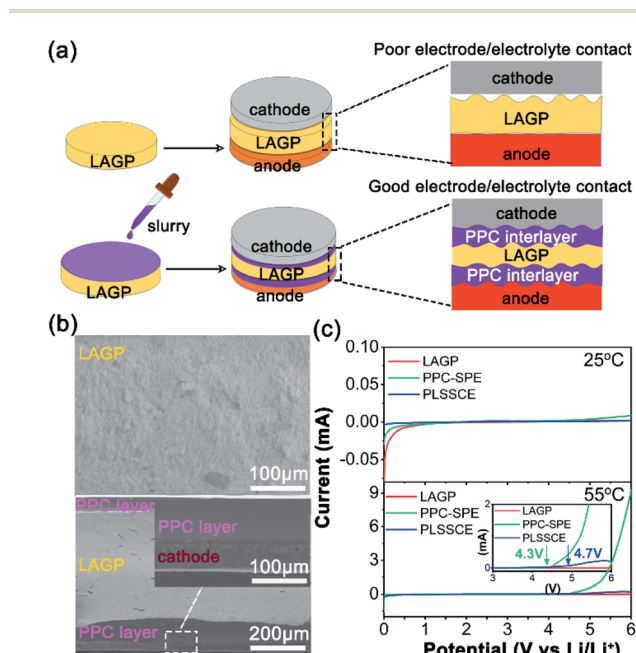 (a)
Poor electrode/electrolyte contact
cathode
LAGP
anode
LAGP
cathode
LAGP
anode
slurry
Good electrode/electrolyte contact
LAGP
cathode
LAGP
anode
cathode
PPC interlayer
LAGP
PPC interlayer
anode
(b)
LAGP
100μm
PPC layer
LAGP
PPC layer
cathode
100μm
PPC layer
200μm
(c)
Current (mA)
0.10
0.05
0.00
-0.05
LAGP
PPC-SPE
PLSSCE
25ºC
9
6
3
0
LAGP
PPC-SPE
PLSSCE
55ºC
2
0
(mA)
LAGP
PPC-SPE
PLSSCE
4.3V
4.7V
3 4 5 6
(V)
0 1 2 3 4 5 6
Potential (V vs Li/Li⁺)